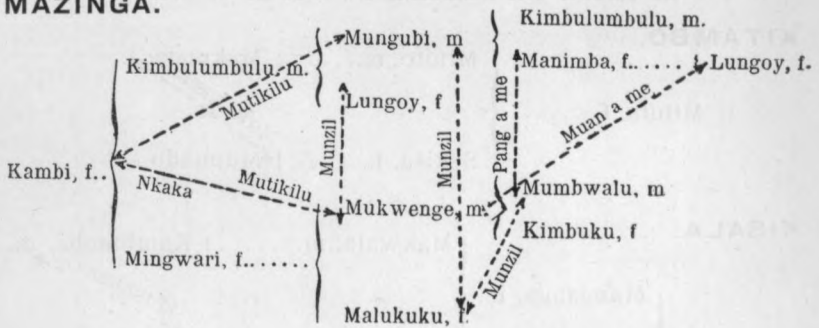 MAZINGA.
Kimbulumbulu, m.
Mungubi, m
Manimba, f...... f.
Lungoy, f.
Kimbulumbulu, m.
Mutikilu
Lungoy, f
Munzil
Munzil
Pang a me
Muan'a me
Kambi, f..
Nkaka
Mutikilu
Mukwenge, m.
Mumbwalu, m
Kimbuku, f
Munzil
Mingwari, f.......
Malukuku, f.